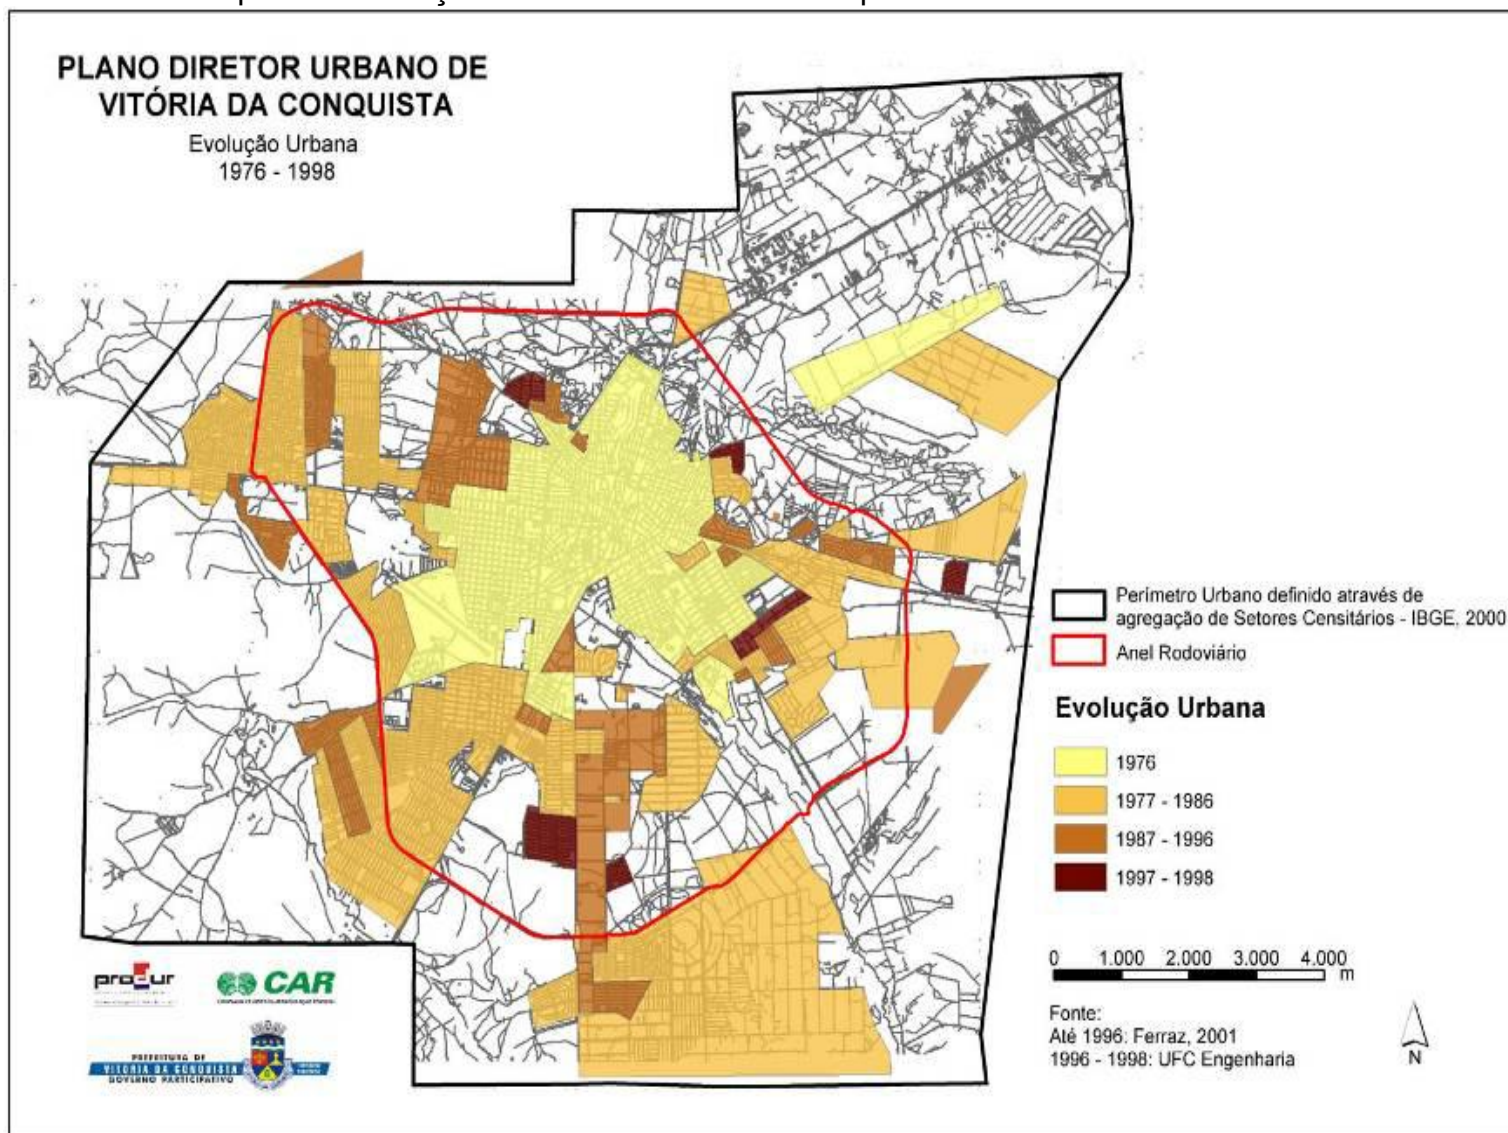 PLANO DIRETOR URBANO DE
VITÓRIA DA CONQUISTA
Evolução Urbana
1976 - 1998
Perímetro Urbano definido através de
agregação de Setores Censitários - IBGE, 2000
Anel Rodoviário
Evolução Urbana
1976
1977 - 1986
1987 - 1996
1997 - 1998
0 1.000 2.000 3.000 4.000
m
Fonte:
Até 1996: Ferraz, 2001
1996 - 1998: UFC Engenharia
N
produr
CAR
PREFEITURA DE
VITÓRIA DA CONQUISTA
GOVERNO PARTICIPATIVO